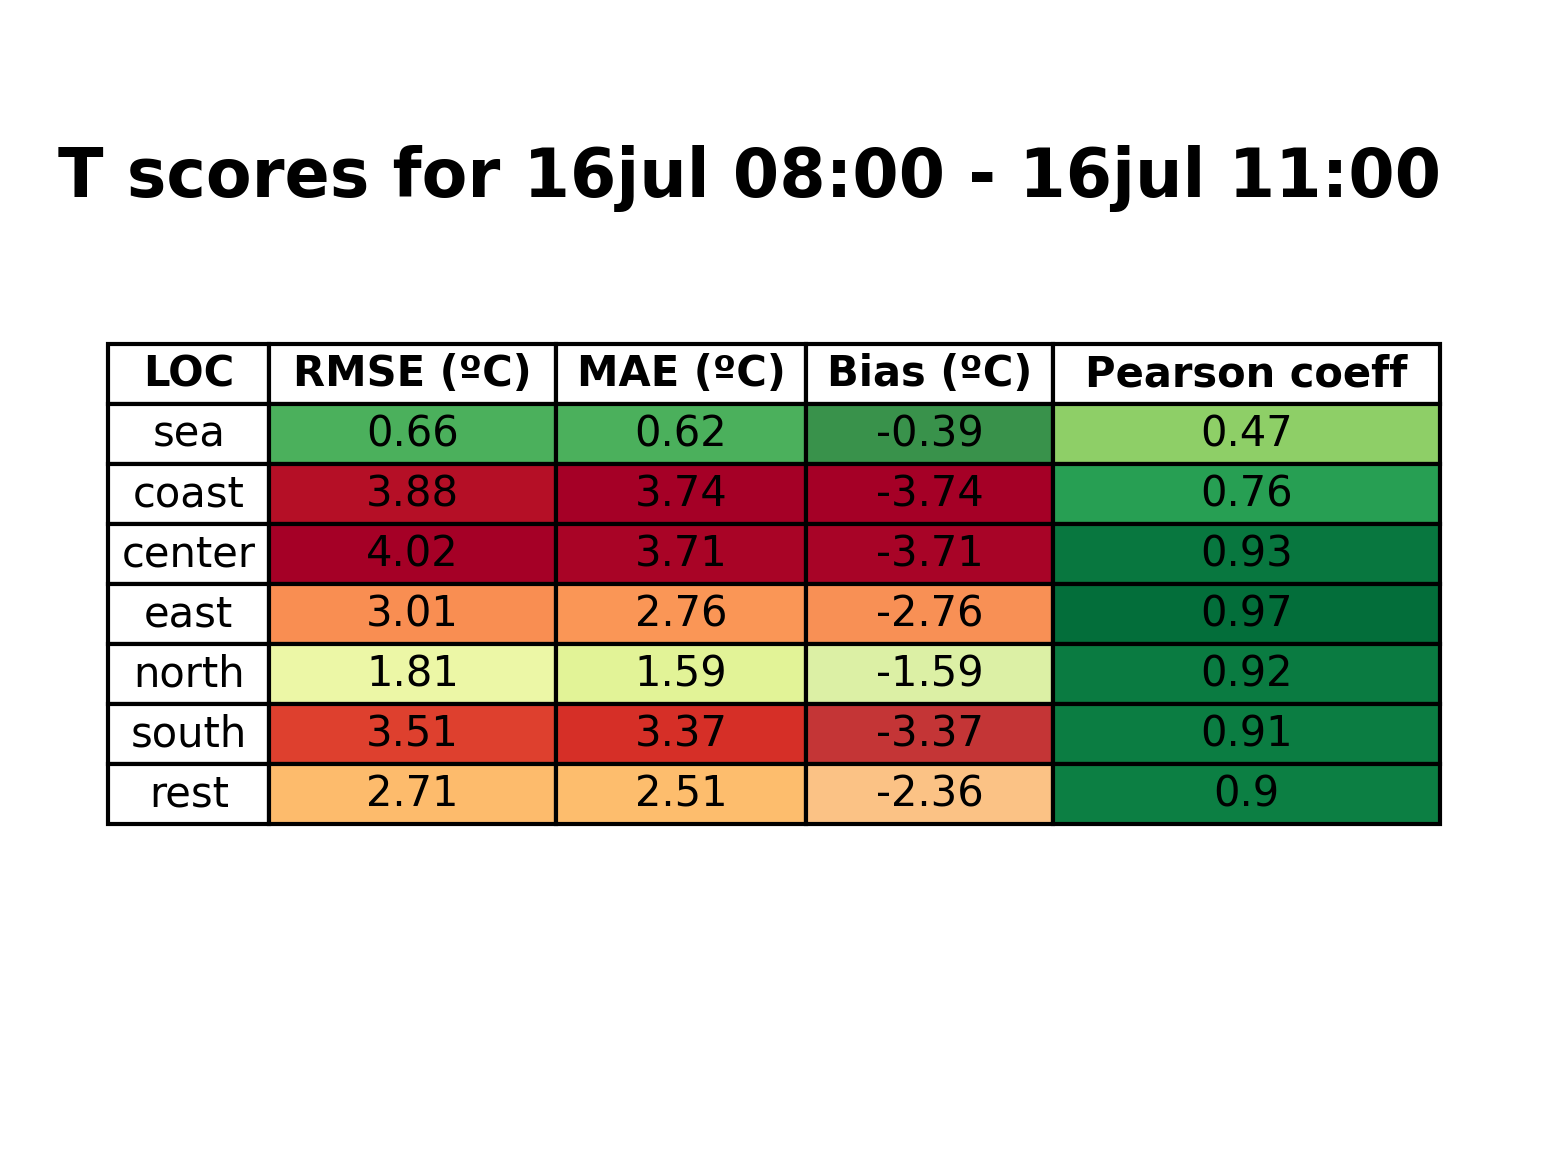 T scores for 16jul 08:00 - 16jul 11:00
LOC RMSE (ºC) MAE (ºC) Bias (ºC) Pearson coeff
sea 0.66 0.62 -0.39 0.47
coast 3.88 3.74 -3.74 0.76
center 4.02 3.71 -3.71 0.93
east 3.01 2.76 -2.76 0.97
north 1.81 1.59 -1.59 0.92
south 3.51 3.37 -3.37 0.91
rest 2.71 2.51 -2.36 0.9